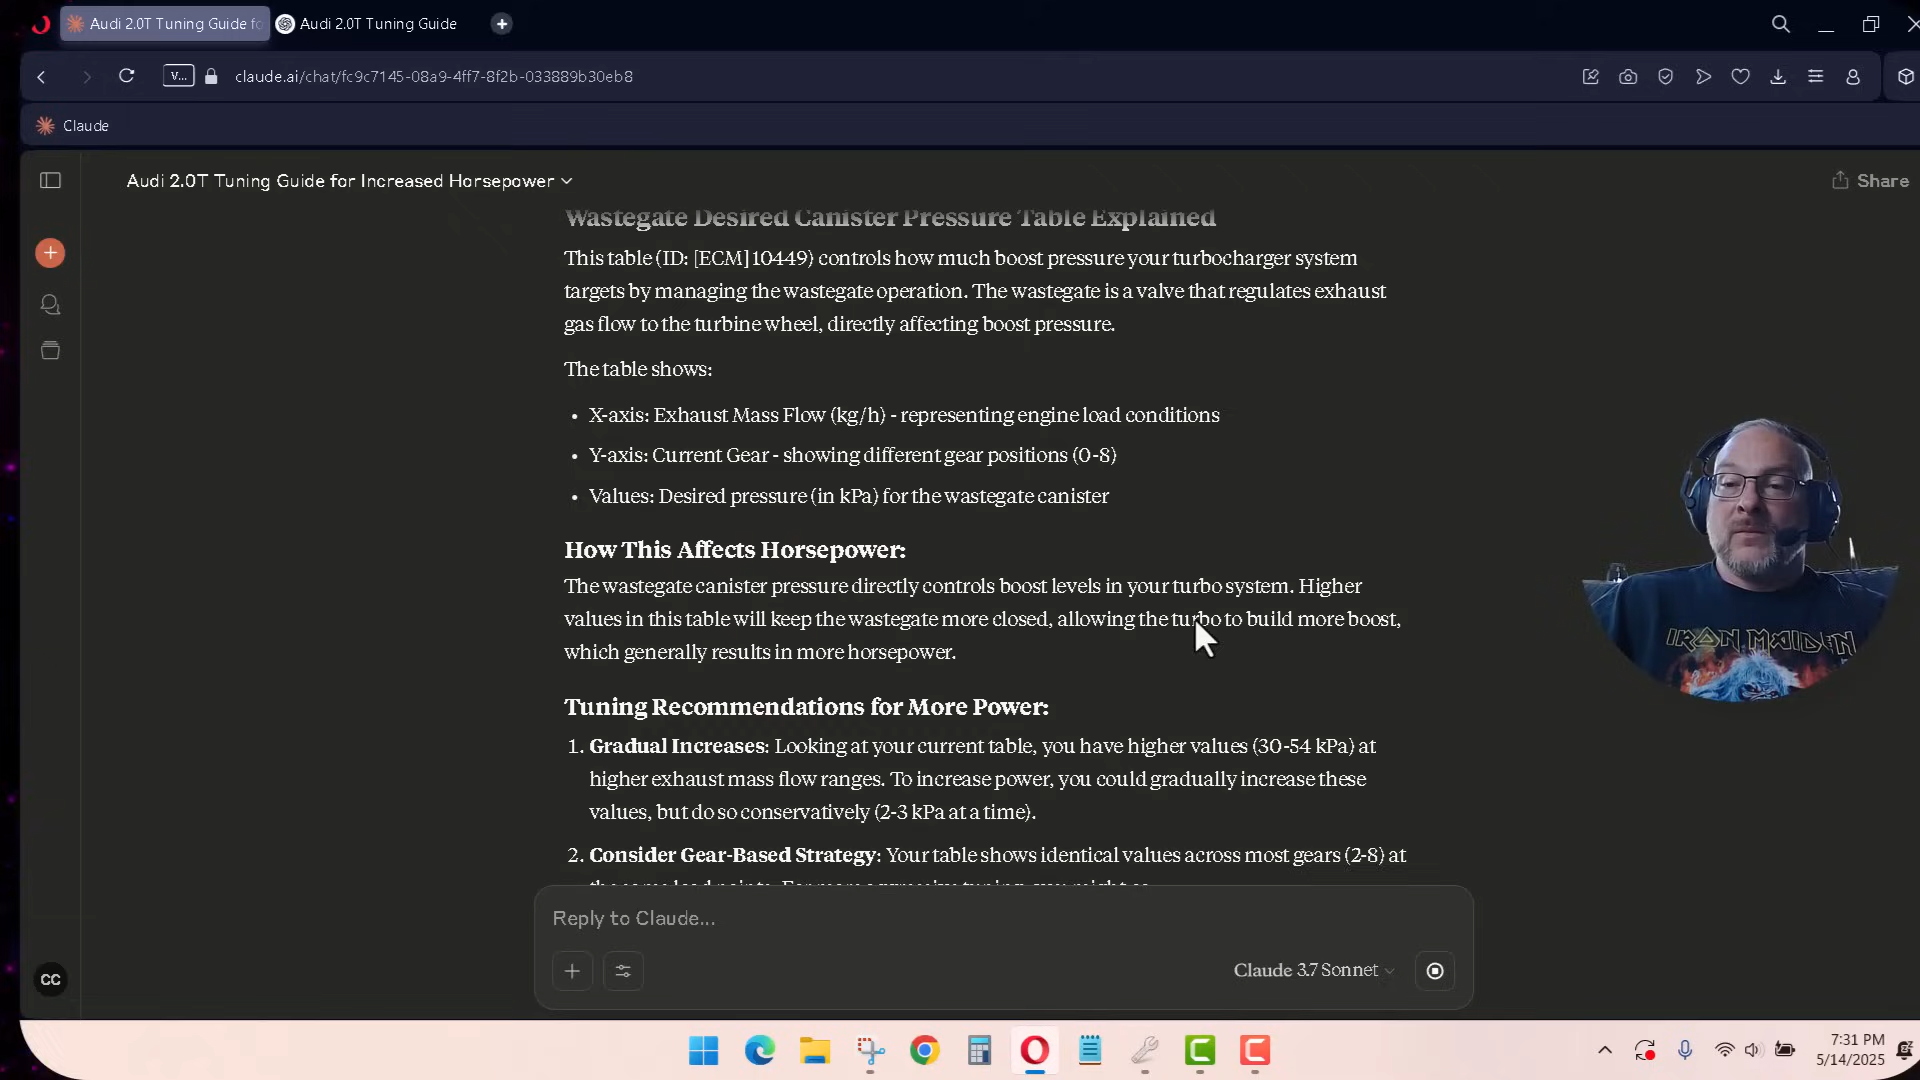 Audi 2.0T Tuning Guide fo
Audi 2.0T Tuning Guide
V...
claude.ai/chat/fc9c7145-08a9-4ff7-8f2b-033889b30eb8
Claude
Audi 2.0T Tuning Guide for Increased Horsepower
Share
Wastegate Desired Canister Pressure Table Explained
This table (ID: [ECM]10449) controls how much boost pressure your turbocharger system
targets by managing the wastegate operation. The wastegate is a valve that regulates exhaust
gas flow to the turbine wheel, directly affecting boost pressure.
The table shows:
• X-axis: Exhaust Mass Flow (kg/h) - representing engine load conditions
• Y-axis: Current Gear - showing different gear positions (0-8)
• Values: Desired pressure (in kPa) for the wastegate canister
How This Affects Horsepower:
The wastegate canister pressure directly controls boost levels in your turbo system. Higher
values in this table will keep the wastegate more closed, allowing the turbo to build more boost,
which generally results in more horsepower.
Tuning Recommendations for More Power:
1. Gradual Increases: Looking at your current table, you have higher values (30-54 kPa) at
higher exhaust mass flow ranges. To increase power, you could gradually increase these
values, but do so conservatively (2-3 kPa at a time).
2. Consider Gear-Based Strategy: Your table shows identical values across most gears (2-8) at
IRON MAIDEN
Reply to Claude...
Claude 3.7 Sonnet
CC
7:31 PM
5/14/2025